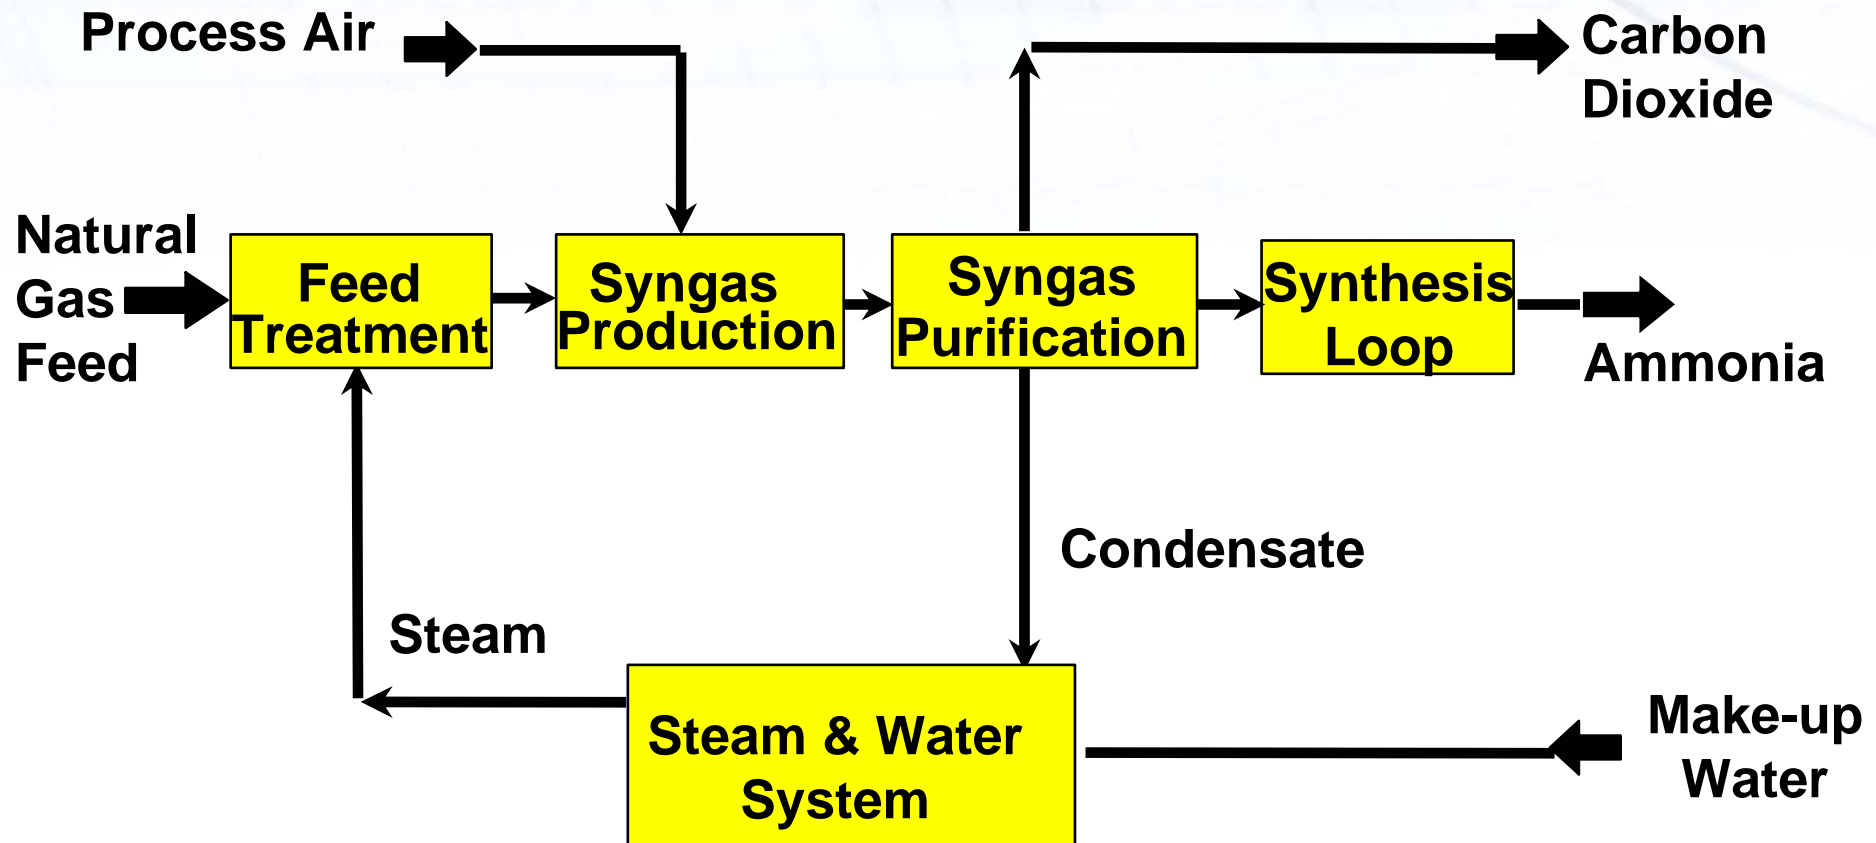 Process Air
Carbon
Dioxide
Natural
Gas
Feed
Feed
Treatment
Syngas
Production
Syngas
Purification
Synthesis
Loop
Ammonia
Condensate
Steam
Steam & Water
System
Make-up
Water